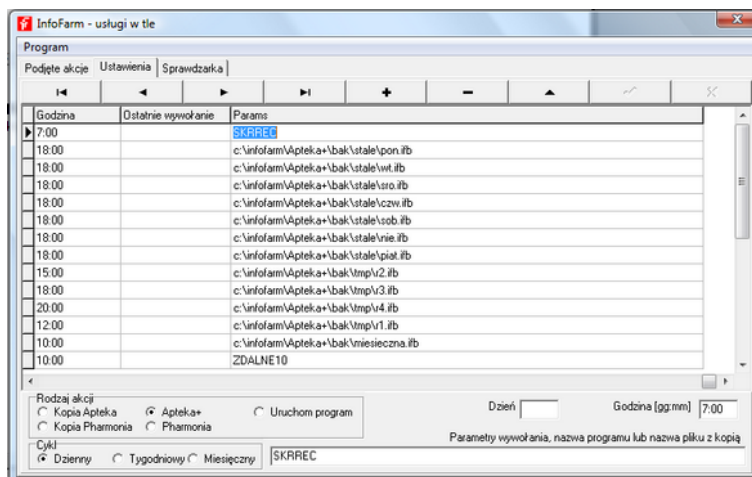 InfoFarm - usługi w tle
Program
Podjęte akcje Ustawienia Sprawdzarka
Godzina Ostatnie wywołanie Params
7:00 SKRREC
18:00 c:\infofarm\Apteka+\bak\stale\pon.ifb
18:00 c:\infofarm\Apteka+\bak\stale\wt.ifb
18:00 c:\infofarm\Apteka+\bak\stale\sro.ifb
18:00 c:\infofarm\Apteka+\bak\stale\czw.ifb
18:00 c:\infofarm\Apteka+\bak\stale\sob.ifb
18:00 c:\infofarm\Apteka+\bak\stale\nie.ifb
18:00 c:\infofarm\Apteka+\bak\stale\piat.ifb
15:00 c:\infofarm\Apteka+\bak\tmp\r2.ifb
18:00 c:\infofarm\Apteka+\bak\tmp\r3.ifb
20:00 c:\infofarm\Apteka+\bak\tmp\r4.ifb
12:00 c:\infofarm\Apteka+\bak\tmp\r1.ifb
10:00 c:\infofarm\Apteka+\bak\miesieczna.ifb
10:00 ZDALNE10
Rodzaj akcji
Kopia Apteka Apteka+ Uruchom program
Kopia Pharmonia Pharmonia
Dzień Godzina [gg:mm] 7:00
Parametry wywołania, nazwa programu lub nazwa pliku z kopią
Cykl
Dzienny Tygodniowy Miesięczny SKRREC